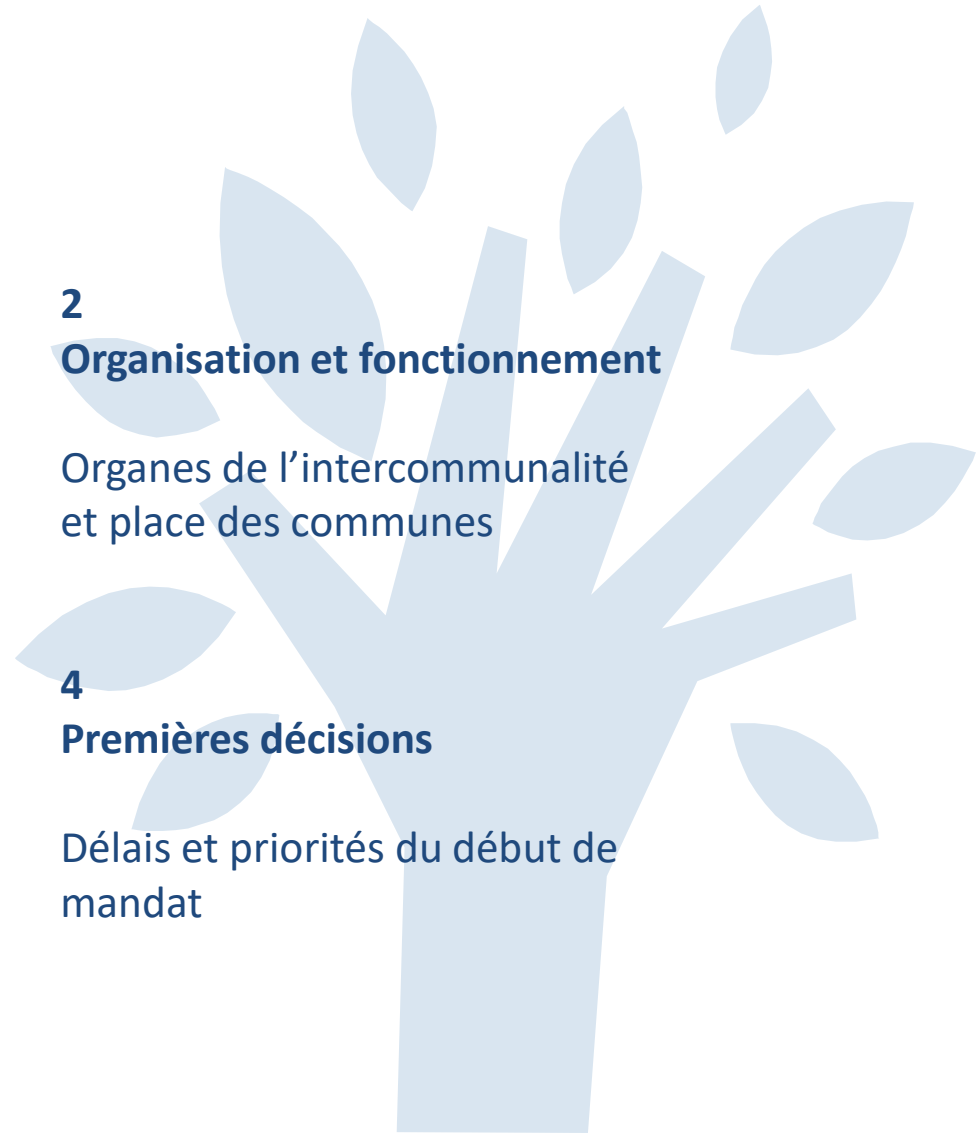 2
Organisation et fonctionnement
Organes de l’intercommunalité
et place des communes
4
Premières décisions
Délais et priorités du début de
mandat